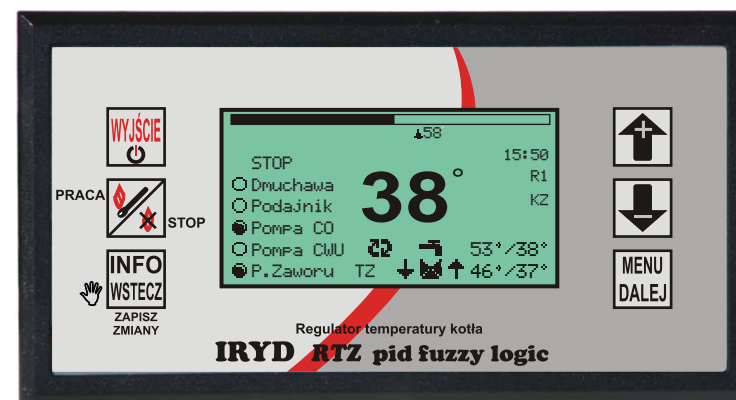 WYJŚCIE
PRACA
STOP
INFO
WSTECZ
ZAPISZ
ZMIANY
58
STOP
15:50
Dmuchawa
38°
R1
Podajnik
KZ
Pompa CO
Pompa CWU
53°/38°
P.Zaworu
TZ
46°/37°
MENU
DALEJ
Regulator temperatury kotła
IRYD RTZ pid fuzzy logic